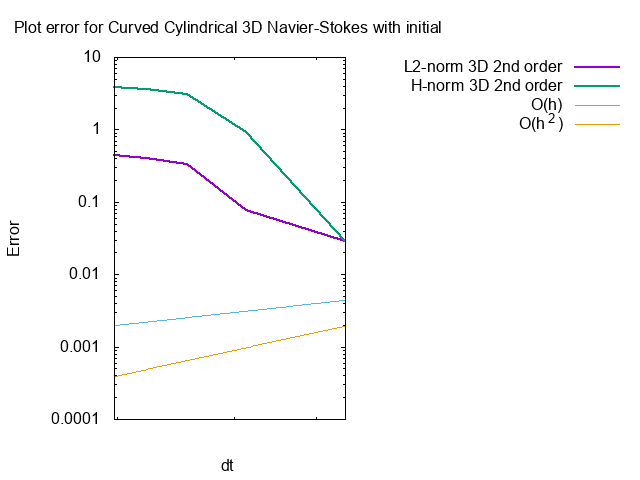 Plot error for Curved Cylindrical 3D Navier-Stokes with initial
L2-norm 3D 2nd order
H-norm 3D 2nd order
O(h)
O(h²)
10
1
0.1
0.01
0.001
0.0001
Error
dt